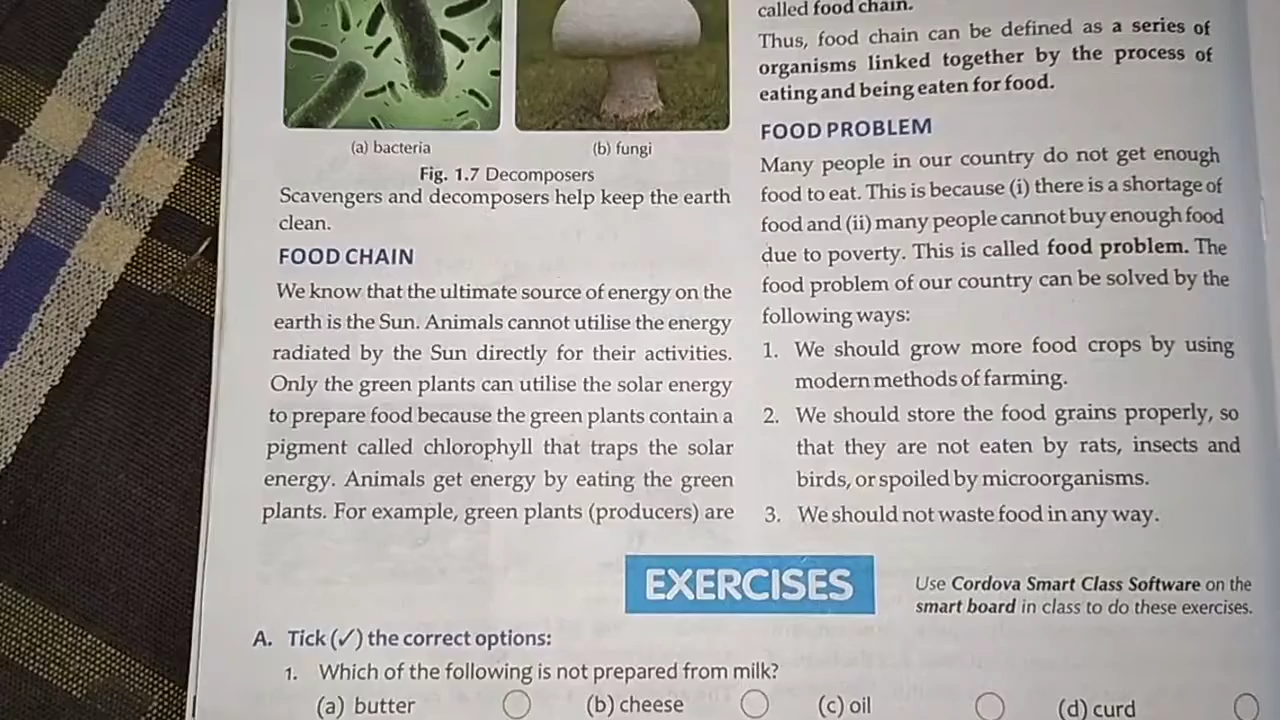 (a) bacteria
(b) fungi
Fig. 1.7 Decomposers
Scavengers and decomposers help keep the earth
clean.
FOOD CHAIN
We know that the ultimate source of energy on the
earth is the Sun. Animals cannot utilise the energy
radiated by the Sun directly for their activities.
Only the green plants can utilise the solar energy
to prepare food because the green plants contain a
pigment called chlorophyll that traps the solar
energy. Animals get energy by eating the green
plants. For example, green plants (producers) are
called food chain.
Thus, food chain can be defined as a series of
organisms linked together by the process of
eating and being eaten for food.
FOOD PROBLEM
Many people in our country do not get enough
food to eat. This is because (i) there is a shortage of
food and (ii) many people cannot buy enough food
due to poverty. This is called food problem. The
food problem of our country can be solved by the
following ways:
1. We should grow more food crops by using
modern methods of farming.
2. We should store the food grains properly, so
that they are not eaten by rats, insects and
birds, or spoiled by microorganisms.
3. We should not waste food in any way.
EXERCISES
Use Cordova Smart Class Software on the
smart board in class to do these exercises.
A. Tick (✓) the correct options:
1. Which of the following is not prepared from milk?
(a) butter (b) cheese (c) oil (d) curd